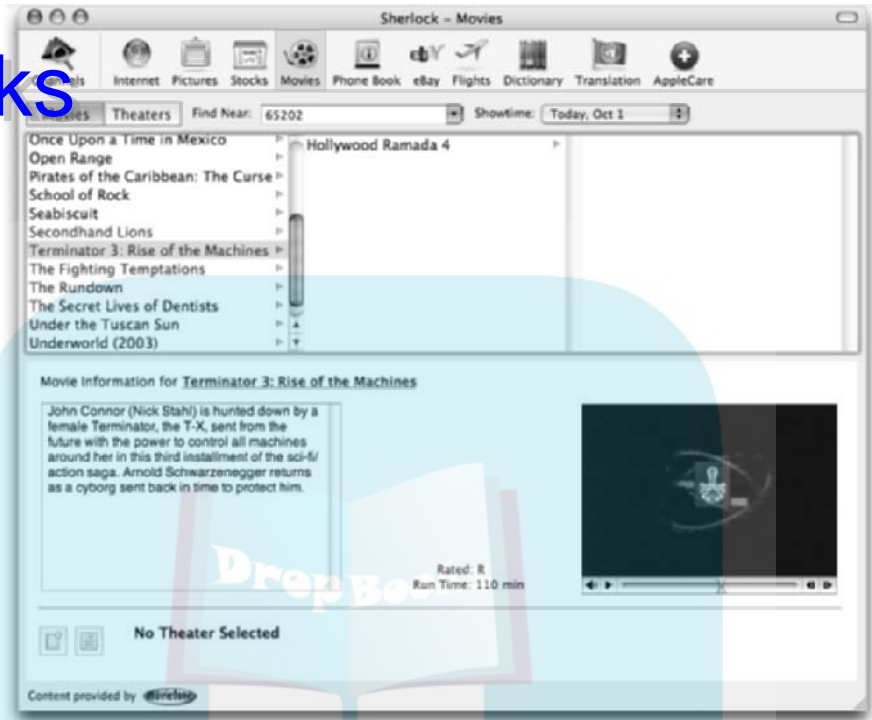 Sherlock – Movies
ks
Channels Internet Pictures Stocks Movies Phone Book eBay Flights Dictionary Translation AppleCare
Movies Theaters Find Near: 65202 Showtime: Today, Oct 1
Once Upon a Time in Mexico
Open Range
Pirates of the Caribbean: The Curse
School of Rock
Seabiscuit
Secondhand Lions
Terminator 3: Rise of the Machines
The Fighting Temptations
The Rundown
The Secret Lives of Dentists
Under the Tuscan Sun
Underworld (2003)
Hollywood Ramada 4
Movie Information for Terminator 3: Rise of the Machines
John Connor (Nick Stahl) is hunted down by a
female Terminator, the T-X, sent from the
future with the power to control all machines
around her in this third installment of the sci-fi/
action saga. Arnold Schwarzenegger returns
as a cyborg sent back in time to protect him.
Rated: R
Run Time: 110 min
No Theater Selected
Content provided by